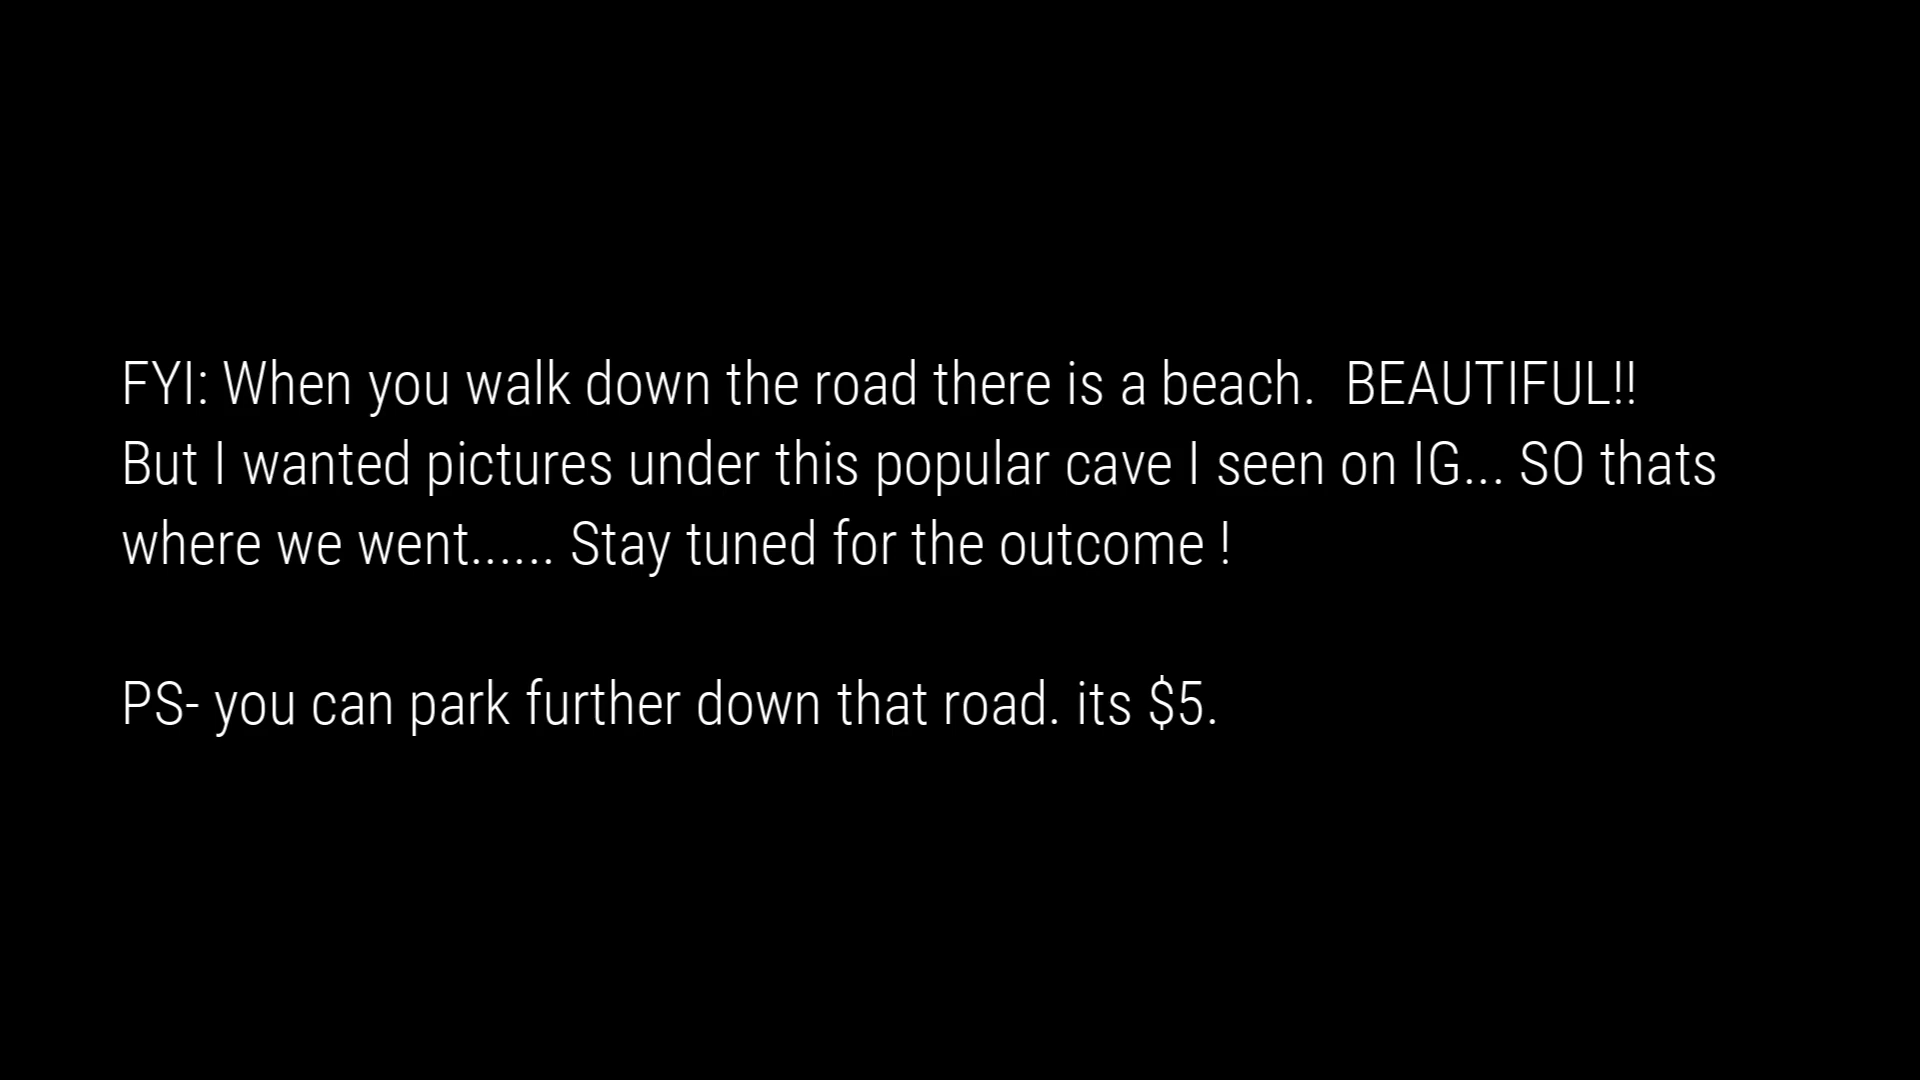 FYI: When you walk down the road there is a beach.  BEAUTIFUL!!
But I wanted pictures under this popular cave I seen on IG... SO thats
where we went...... Stay tuned for the outcome !
PS- you can park further down that road. its $5.